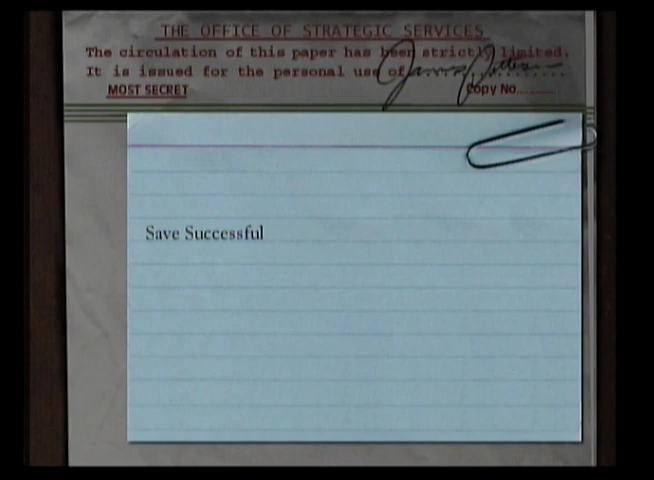 THE OFFICE OF STRATEGIC SERVICES
The circulation of this paper has been strictly limited.
It is issued for the personal use of
MOST SECRET
Copy No..........
Save Successful